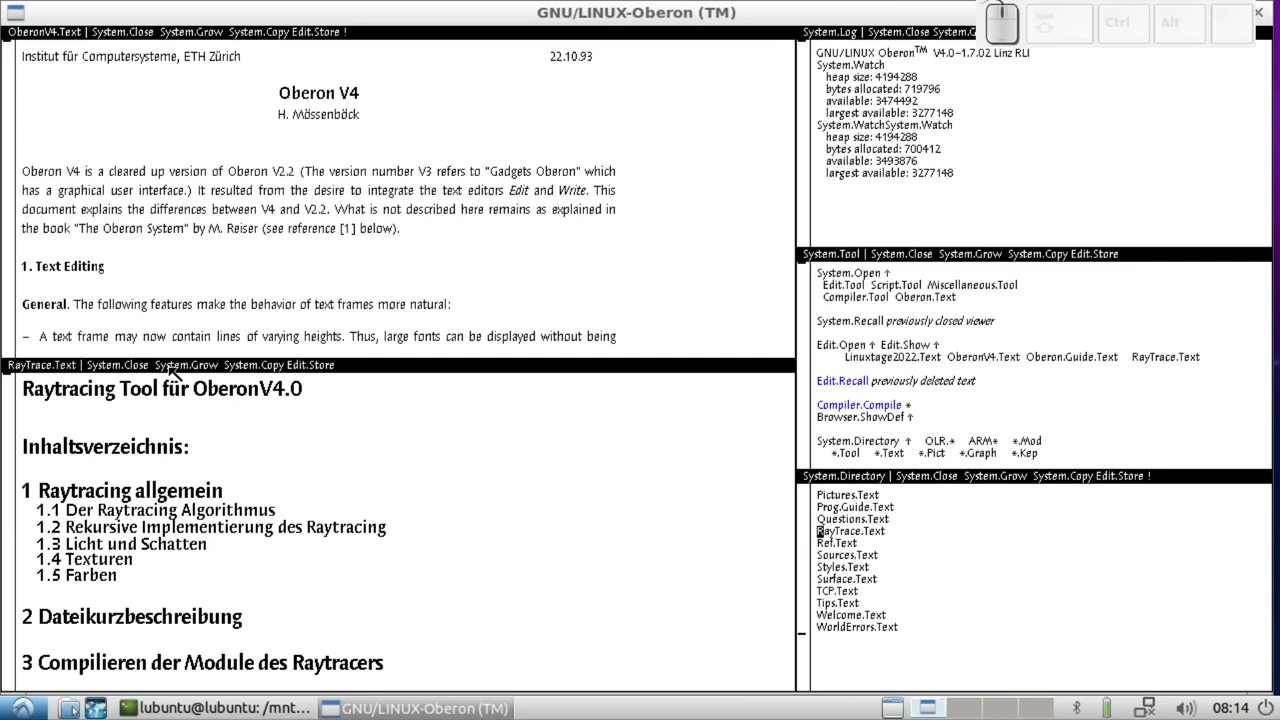 GNU/LINUX-Oberon (TM)
Ctrl
Alt
OberonV4.Text | System.Close System.Grow System.Copy Edit.Store !
Institut für Computersysteme, ETH Zürich 22.10.93
Oberon V4
H. Mössenböck
Oberon V4 is a cleared up version of Oberon V2.2 (The version number V3 refers to "Gadgets Oberon" which
has a graphical user interface.) It resulted from the desire to integrate the text editors Edit and Write. This
document explains the differences between V4 and V2.2. What is not described here remains as explained in
the book "The Oberon System" by M. Reiser (see reference [1] below).
1. Text Editing
General. The following features make the behavior of text frames more natural:
– A text frame may now contain lines of varying heights. Thus, large fonts can be displayed without being
RayTrace.Text | System.Close System.Grow System.Copy Edit.Store
Raytracing Tool für OberonV4.0
Inhaltsverzeichnis:
1 Raytracing allgemein
1.1 Der Raytracing Algorithmus
1.2 Rekursive Implementierung des Raytracing
1.3 Licht und Schatten
1.4 Texturen
1.5 Farben
2 Dateikurzbeschreibung
3 Compilieren der Module des Raytracers
System.Log | System.Close System.G
GNU/LINUX Oberon™ V4.0-1.7.02 Linz RLI
System.Watch
heap size: 4194288
bytes allocated: 719796
available: 3474492
largest available: 3277148
System.WatchSystem.Watch
heap size: 4194288
bytes allocated: 700412
available: 3493876
largest available: 3277148
System.Tool | System.Close System.Grow System.Copy Edit.Store
System.Open ↑
Edit.Tool Script.Tool Miscellaneous.Tool
Compiler.Tool Oberon.Text
System.Recall previously closed viewer
Edit.Open ↑ Edit.Show ↑
Linuxtage2022.Text OberonV4.Text Oberon.Guide.Text RayTrace.Text
Edit.Recall previously deleted text
Compiler.Compile *
Browser.ShowDef ↑
System.Directory ↑ OLR.* ARM* *.Mod
*.Tool *.Text *.Pict *.Graph *.Kep
System.Directory | System.Close System.Grow System.Copy Edit.Store !
Pictures.Text
Prog.Guide.Text
Questions.Text
RayTrace.Text
Ref.Text
Sources.Text
Styles.Text
Surface.Text
TCP.Text
Tips.Text
Welcome.Text
WorldErrors.Text
lubuntu@lubuntu: /mnt...
GNU/LINUX-Oberon (TM)
08:14